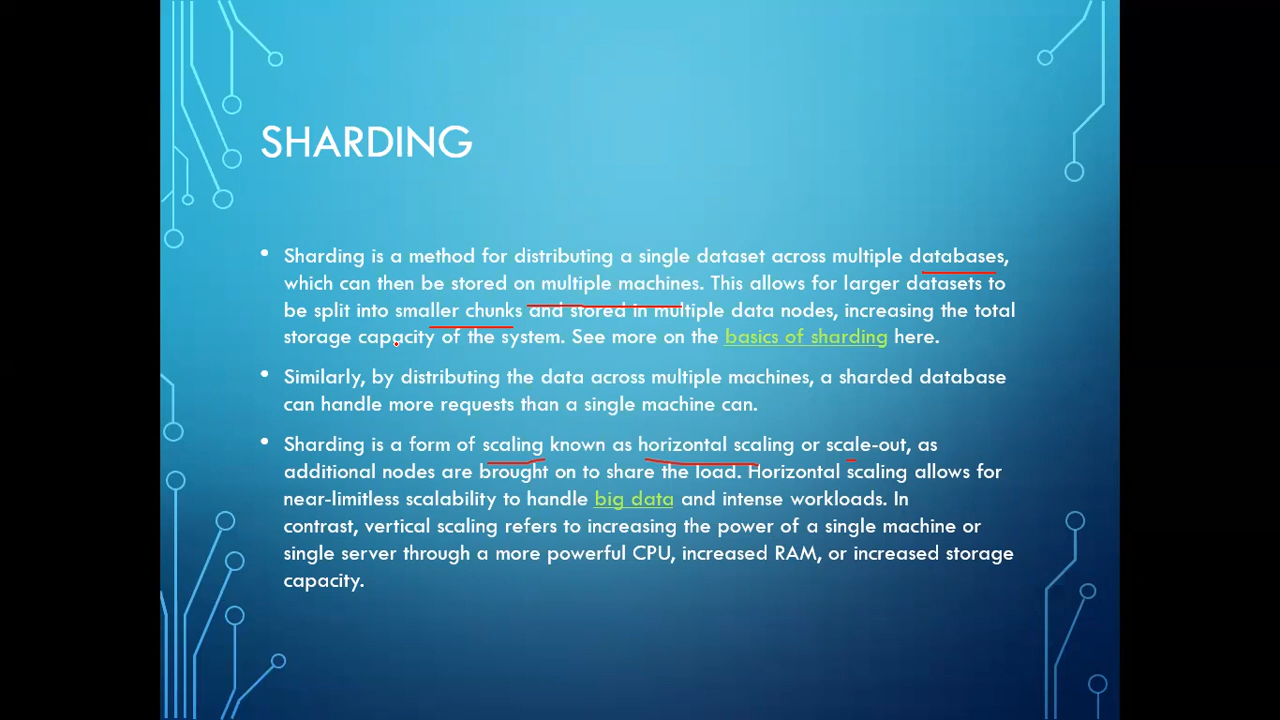 SHARDING
• Sharding is a method for distributing a single dataset across multiple databases,
which can then be stored on multiple machines. This allows for larger datasets to
be split into smaller chunks and stored in multiple data nodes, increasing the total
storage capacity of the system. See more on the basics of sharding here.
• Similarly, by distributing the data across multiple machines, a sharded database
can handle more requests than a single machine can.
• Sharding is a form of scaling known as horizontal scaling or scale-out, as
additional nodes are brought on to share the load. Horizontal scaling allows for
near-limitless scalability to handle big data and intense workloads. In
contrast, vertical scaling refers to increasing the power of a single machine or
single server through a more powerful CPU, increased RAM, or increased storage
capacity.